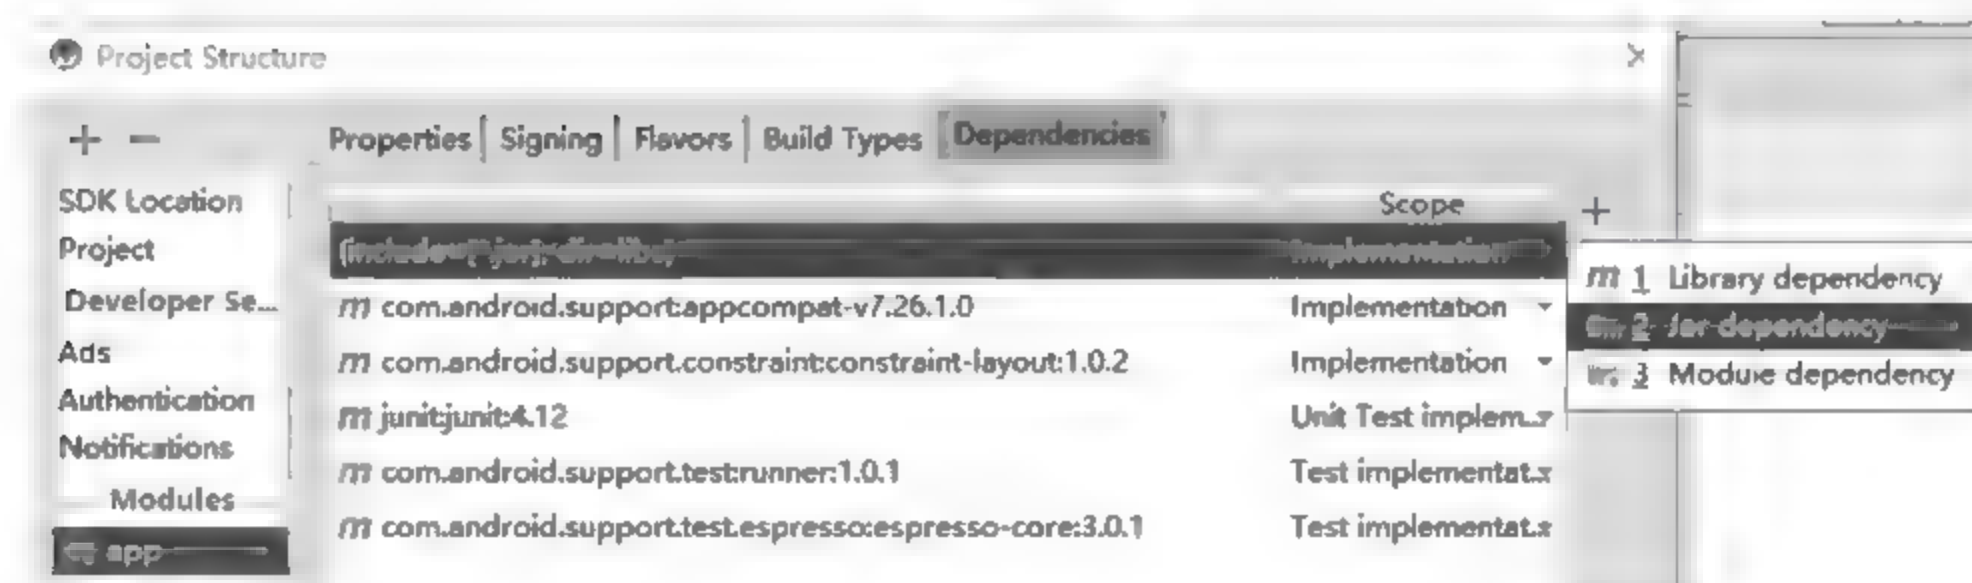 Project Structure
Properties Signing Flavors Build Types Dependencies
SDK Location
Project
Developer Se...
Ads
Authentication
Notifications
Modules
app
Scope
Implementation
m com.android.support:appcompat-v7.26.1.0 Implementation
m com.android.support.constraint:constraint-layout:1.0.2 Implementation
m junit:junit:4.12 Unit Test implem...
m com.android.support.test:runner:1.0.1 Test implementat...
m com.android.support.test.espresso:espresso-core:3.0.1 Test implementat...
m 1 Library dependency
2 Jar dependency
3 Module dependency